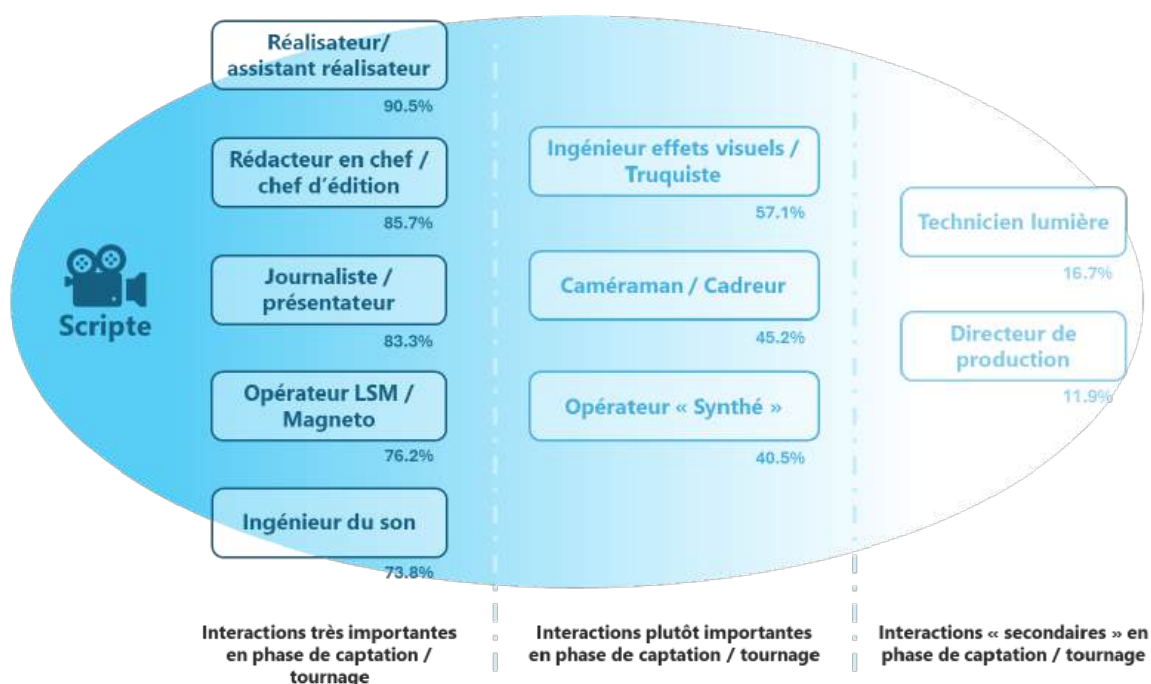 Scripte
Réalisateur/
assistant réalisateur
90.5%
Rédacteur en chef /
chef d'édition
85.7%
Journaliste /
présentateur
83.3%
Opérateur LSM /
Magneto
76.2%
Ingénieur du son
73.8%
Interactions très importantes
en phase de captation /
tournage
Ingénieur effets visuels /
Truquiste
57.1%
Caméraman / Cadreur
45.2%
Opérateur « Synthé »
40.5%
Interactions plutôt importantes
en phase de captation / tournage
Technicien lumière
16.7%
Directeur de
production
11.9%
Interactions « secondaires » en
phase de captation / tournage